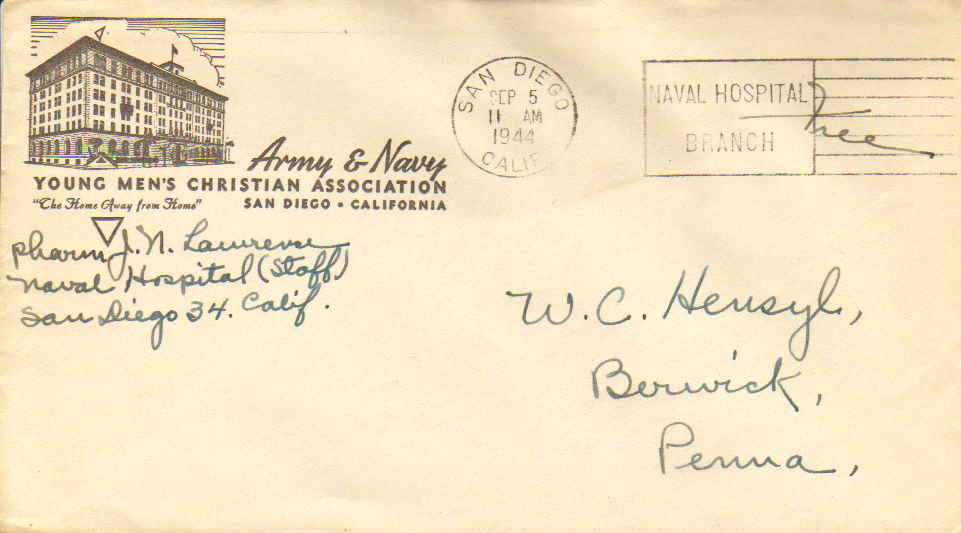 Army & Navy
YOUNG MEN'S CHRISTIAN ASSOCIATION
"The Home Away from Home" SAN DIEGO • CALIFORNIA
pharm J. N. Lawrence
Naval Hospital (Staff)
San Diego 34. Calif.
SAN DIEGO
SEP 5
11 AM
1944
CALIF
NAVAL HOSPITAL
BRANCH
Free
W. C. Hensyl,
Berwick,
Penna,